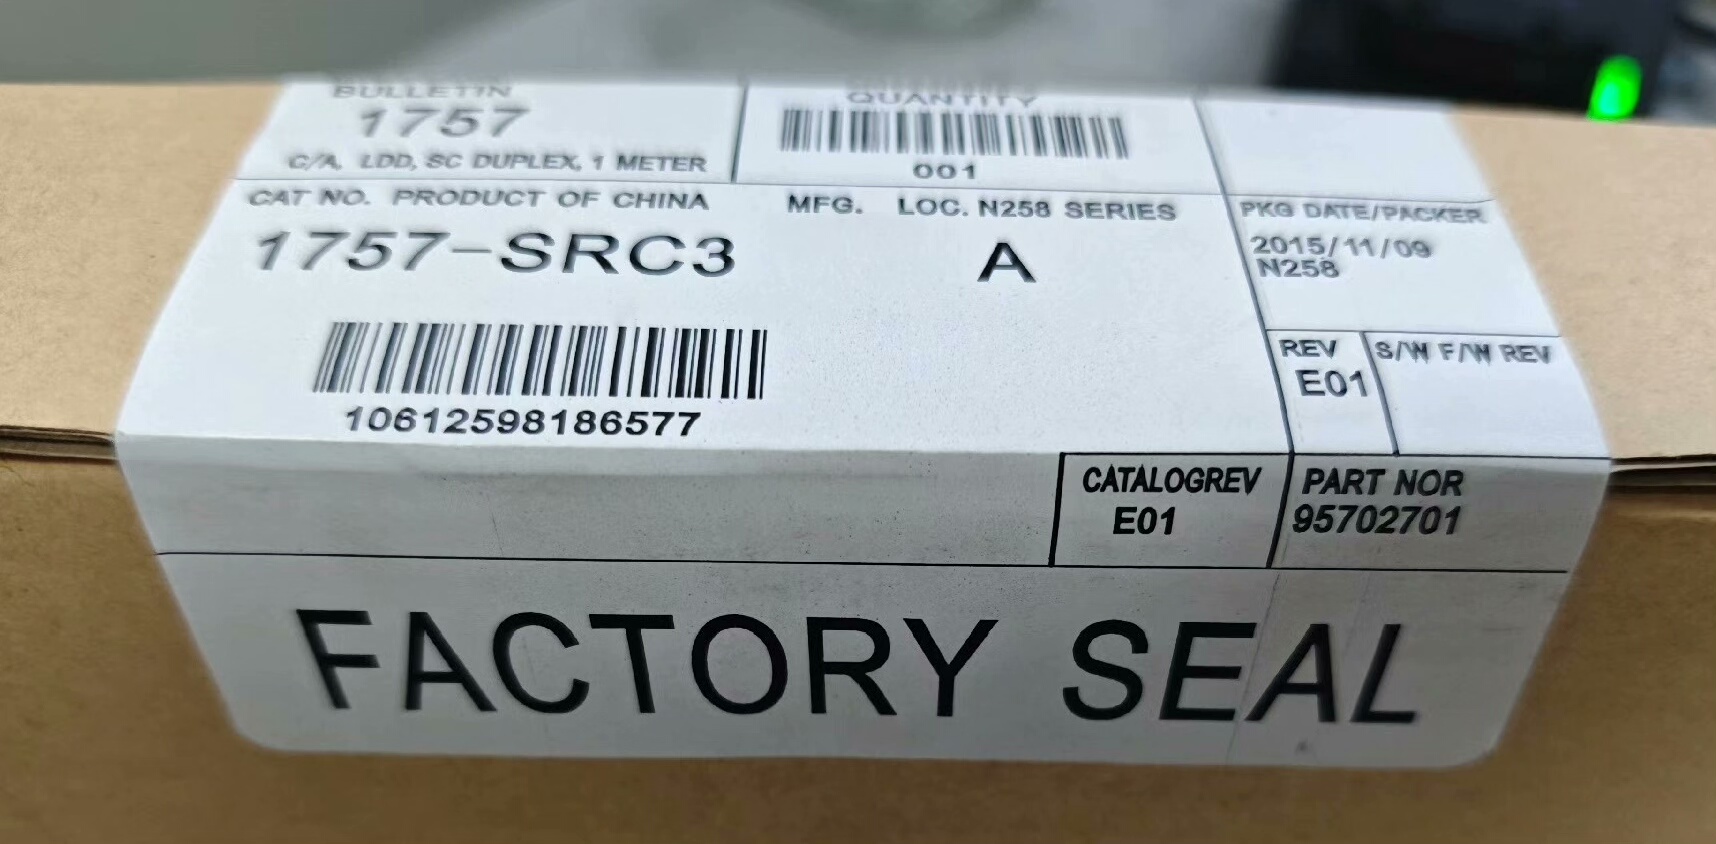 BULLETIN
1757
C/A, LDD, SC DUPLEX, 1 METER
QUANTITY
001
CAT NO. PRODUCT OF CHINA
MFG. LOC. N258 SERIES
1757-SRC3
A
PKG DATE/PACKER
2015/11/09
N258
10612598186577
REV
E01
S/W F/W REV
CATALOGREV
E01
PART NOR
95702701
FACTORY SEAL